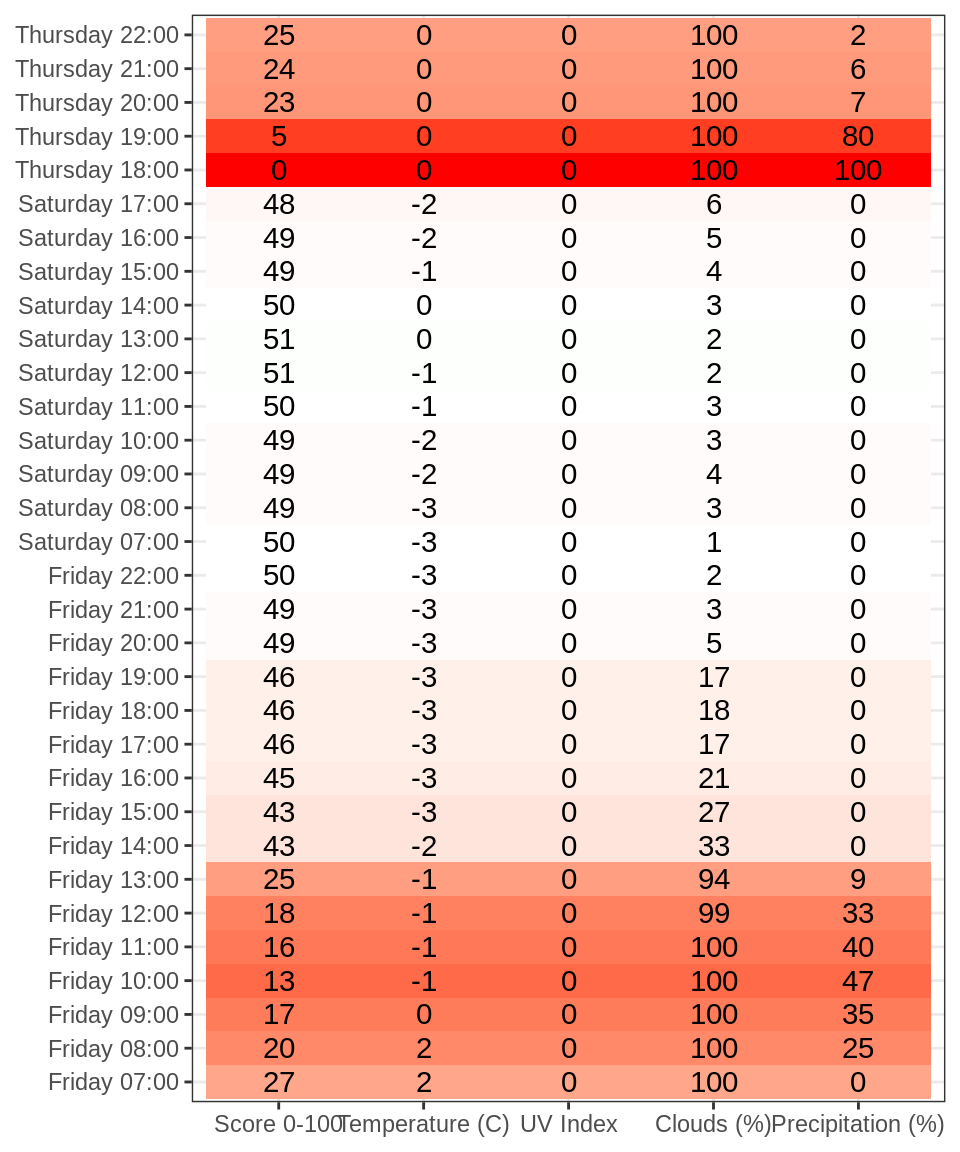 Thursday 22:00 25 0 0 100 2
Thursday 21:00 24 0 0 100 6
Thursday 20:00 23 0 0 100 7
Thursday 19:00 5 0 0 100 80
Thursday 18:00 0 0 0 100 100
Saturday 17:00 48 -2 0 6 0
Saturday 16:00 49 -2 0 5 0
Saturday 15:00 49 -1 0 4 0
Saturday 14:00 50 0 0 3 0
Saturday 13:00 51 0 0 2 0
Saturday 12:00 51 -1 0 2 0
Saturday 11:00 50 -1 0 3 0
Saturday 10:00 49 -2 0 3 0
Saturday 09:00 49 -2 0 4 0
Saturday 08:00 49 -3 0 3 0
Saturday 07:00 50 -3 0 1 0
Friday 22:00 50 -3 0 2 0
Friday 21:00 49 -3 0 3 0
Friday 20:00 49 -3 0 5 0
Friday 19:00 46 -3 0 17 0
Friday 18:00 46 -3 0 18 0
Friday 17:00 46 -3 0 17 0
Friday 16:00 45 -3 0 21 0
Friday 15:00 43 -3 0 27 0
Friday 14:00 43 -2 0 33 0
Friday 13:00 25 -1 0 94 9
Friday 12:00 18 -1 0 99 33
Friday 11:00 16 -1 0 100 40
Friday 10:00 13 -1 0 100 47
Friday 09:00 17 0 0 100 35
Friday 08:00 20 2 0 100 25
Friday 07:00 27 2 0 100 0
Score 0-100 Temperature (C) UV Index Clouds (%) Precipitation (%)